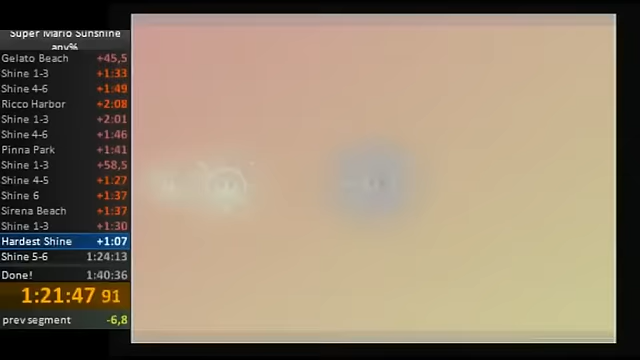 Super Mario Sunshine
any%
Gelato Beach +45,5
Shine 1-3 +1:33
Shine 4-6 +1:49
Ricco Harbor +2:08
Shine 1-3 +2:01
Shine 4-6 +1:46
Pinna Park +1:41
Shine 1-3 +58,5
Shine 4-5 +1:27
Shine 6 +1:37
Sirena Beach +1:37
Shine 1-3 +1:30
Hardest Shine +1:07
Shine 5-6 1:24:13
Done! 1:40:36
1:21:47 91
prev segment -6,8